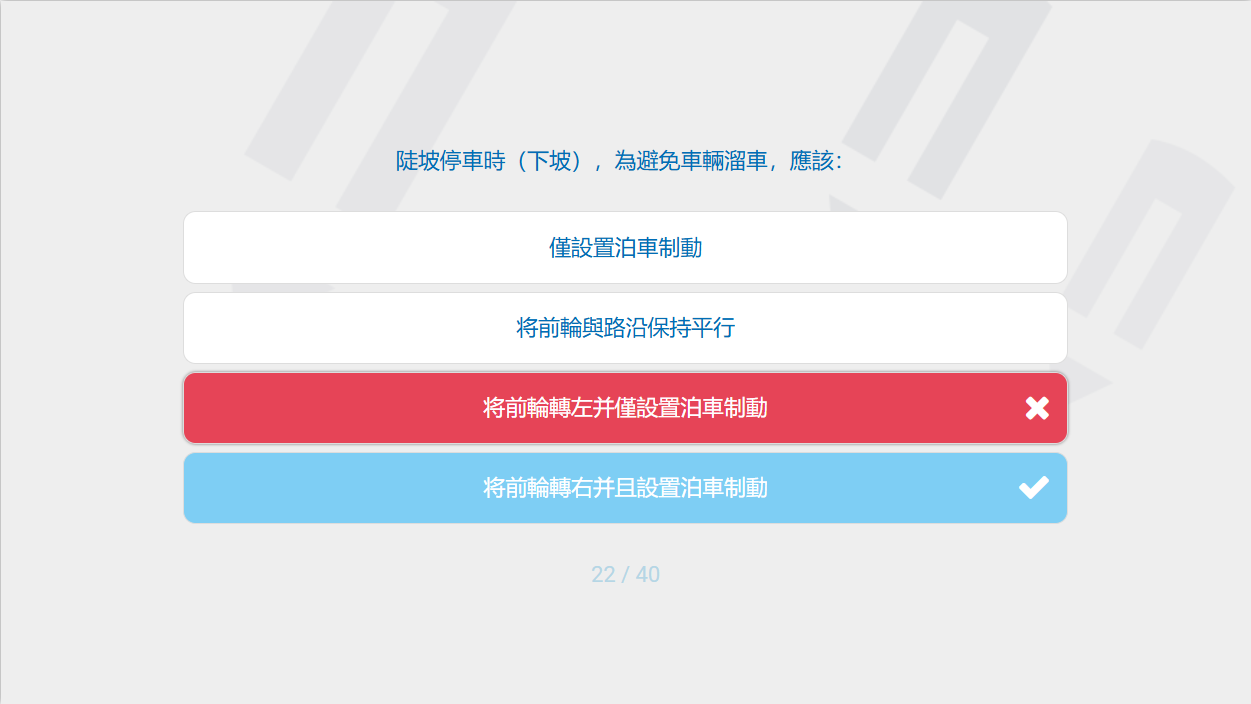 陡坡停車時（下坡），為避免車輛溜車，應該：
僅設置泊車制動
将前輪與路沿保持平行
将前輪轉左并僅設置泊車制動
将前輪轉右并且設置泊車制動
22 / 40